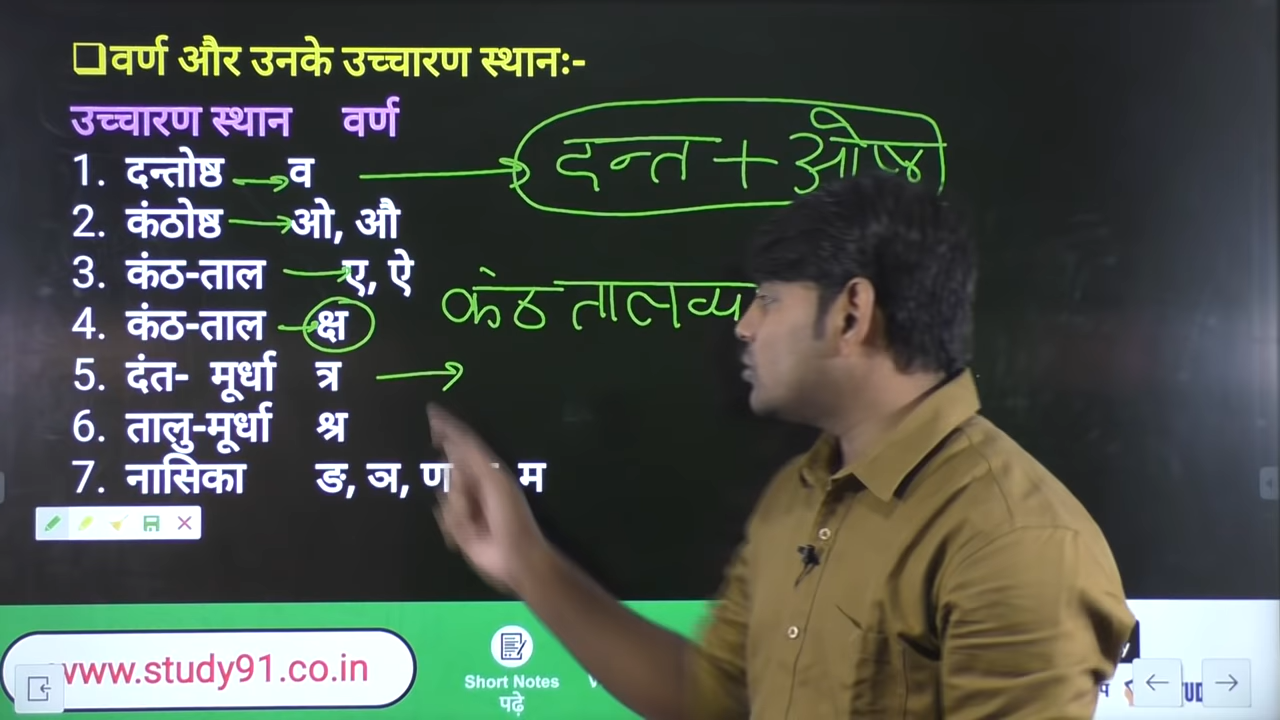 ❑वर्ण और उनके उच्चारण स्थानः-
उच्चारण स्थान वर्ण
1. दन्तोष्ठ → व → दन्त + ओष्ठ
2. कंठोष्ठ → ओ, औ
3. कंठ-ताल → ए, ऐ
कंठ तालव्य
4. कंठ-ताल → क्ष
5. दंत- मूर्धा त्र →
6. तालु-मूर्धा श्र
7. नासिका ङ, ञ, ण म
www.study91.co.in
Short Notes
पढ़े